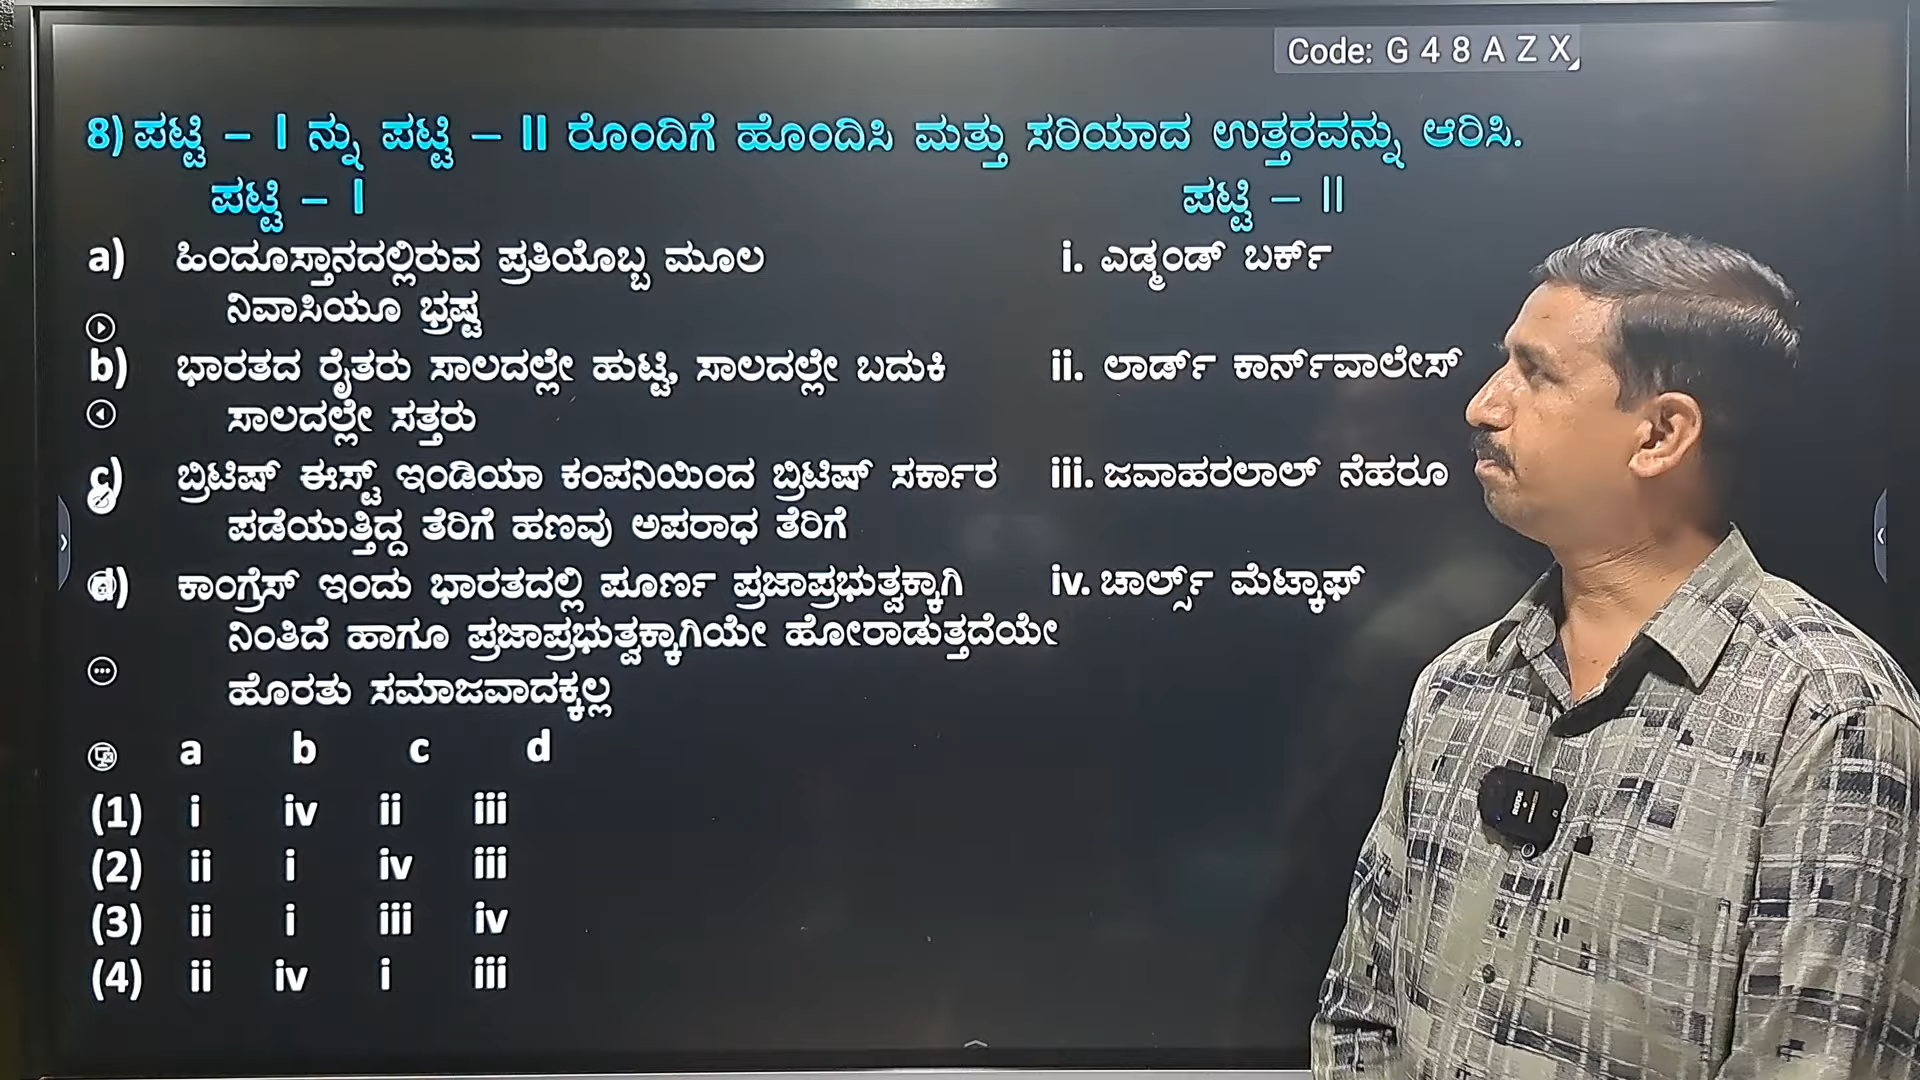 Code: G 4 8 A Z X
8) ಪಟ್ಟಿ – I ನ್ನು ಪಟ್ಟಿ – II ರೊಂದಿಗೆ ಹೊಂದಿಸಿ ಮತ್ತು ಸರಿಯಾದ ಉತ್ತರವನ್ನು ಆರಿಸಿ.
ಪಟ್ಟಿ – I ಪಟ್ಟಿ – II
a) ಹಿಂದೂಸ್ತಾನದಲ್ಲಿರುವ ಪ್ರತಿಯೊಬ್ಬ ಮೂಲ i. ಎಡ್ಮಂಡ್ ಬರ್ಕ್
ನಿವಾಸಿಯೂ ಭ್ರಷ್ಟ
b) ಭಾರತದ ರೈತರು ಸಾಲದಲ್ಲೇ ಹುಟ್ಟಿ, ಸಾಲದಲ್ಲೇ ಬದುಕಿ ii. ಲಾರ್ಡ್ ಕಾರ್ನ್‌ವಾಲೇಸ್
ಸಾಲದಲ್ಲೇ ಸತ್ತರು
c) ಬ್ರಿಟಿಷ್ ಈಸ್ಟ್ ಇಂಡಿಯಾ ಕಂಪನಿಯಿಂದ ಬ್ರಿಟಿಷ್ ಸರ್ಕಾರ iii. ಜವಾಹರಲಾಲ್ ನೆಹರೂ
ಪಡೆಯುತ್ತಿದ್ದ ತೆರಿಗೆ ಹಣವು ಅಪರಾಧ ತೆರಿಗೆ
d) ಕಾಂಗ್ರೆಸ್ ಇಂದು ಭಾರತದಲ್ಲಿ ಪೂರ್ಣ ಪ್ರಜಾಪ್ರಭುತ್ವಕ್ಕಾಗಿ iv. ಚಾರ್ಲ್ಸ್ ಮೆಟ್ಕಾಫ್
ನಿಂತಿದೆ ಹಾಗೂ ಪ್ರಜಾಪ್ರಭುತ್ವಕ್ಕಾಗಿಯೇ ಹೋರಾಡುತ್ತದೆಯೇ
ಹೊರತು ಸಮಾಜವಾದಕ್ಕಲ್ಲ
a b c d
(1) i iv ii iii
(2) ii i iv iii
(3) ii i iii iv
(4) ii iv i iii
RODE